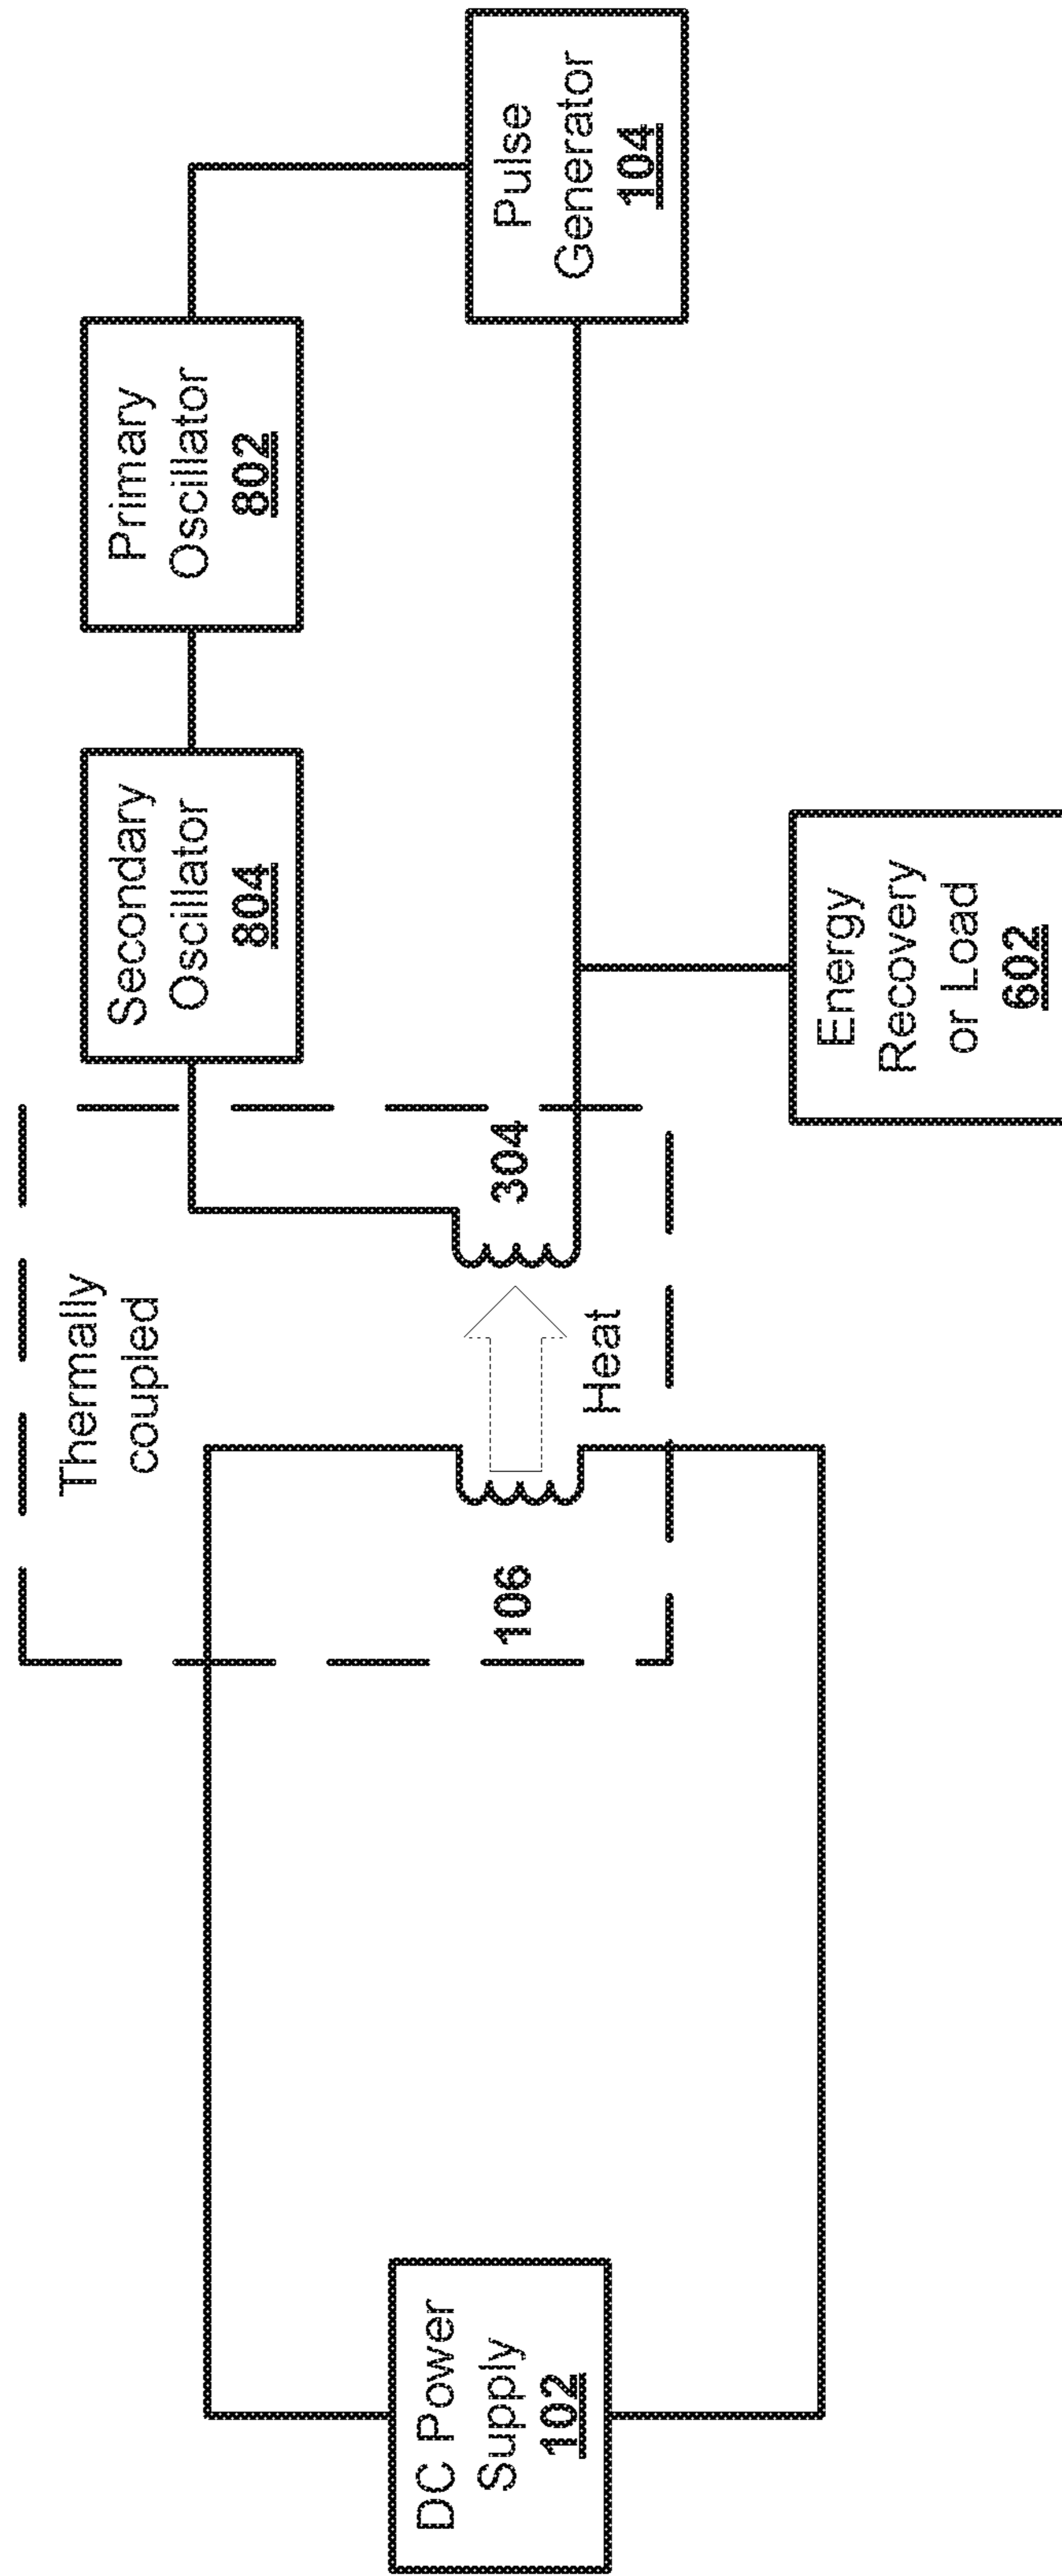 Thermally
coupled
Secondary
Oscillator
804
Primary
Oscillator
802
DC Power
Supply
102
106
Heat
304
Pulse
Generator
104
Energy
Recovery
or Load
602